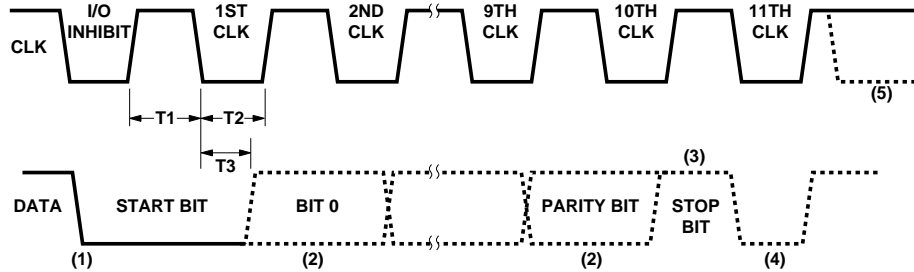 I/O INHIBIT
1ST CLK
2ND CLK
9TH CLK
10TH CLK
11TH CLK
CLK
(5)
T1
T2
T3
(3)
DATA
START BIT
BIT 0
PARITY BIT
STOP BIT
(1)
(2)
(2)
(4)